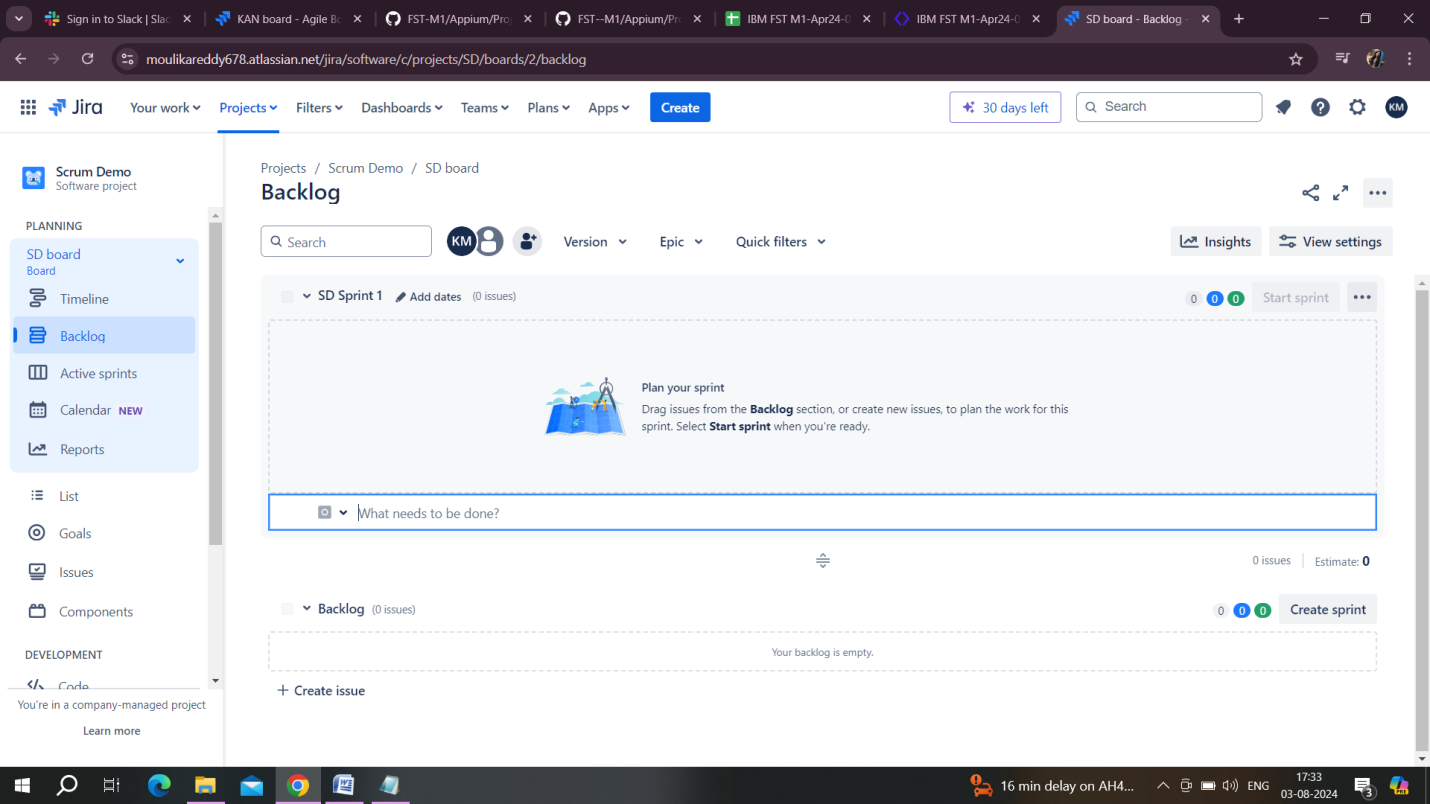 Sign in to Slack | Slac
KAN board - Agile Bo
FST-M1/Appium/Proj
FST--M1/Appium/Pro
IBM FST M1-Apr24-0
IBM FST M1-Apr24-0
SD board - Backlog -
moulikareddy678.atlassian.net/jira/software/c/projects/SD/boards/2/backlog
Jira
Your work
Projects
Filters
Dashboards
Teams
Plans
Apps
Create
30 days left
Search
KM
Scrum Demo
Software project
PLANNING
SD board
Board
Timeline
Backlog
Active sprints
Calendar NEW
Reports
List
Goals
Issues
Components
DEVELOPMENT
Code
You're in a company-managed project
Learn more
Projects / Scrum Demo / SD board
Backlog
Search
KM
Version
Epic
Quick filters
Insights
View settings
SD Sprint 1 Add dates (0 issues)
0 0 0 Start sprint
Plan your sprint
Drag issues from the Backlog section, or create new issues, to plan the work for this
sprint. Select Start sprint when you're ready.
What needs to be done?
0 issues Estimate: 0
Backlog (0 issues)
0 0 0 Create sprint
Your backlog is empty.
+ Create issue
16 min delay on AH4...
ENG
17:33
03-08-2024
3